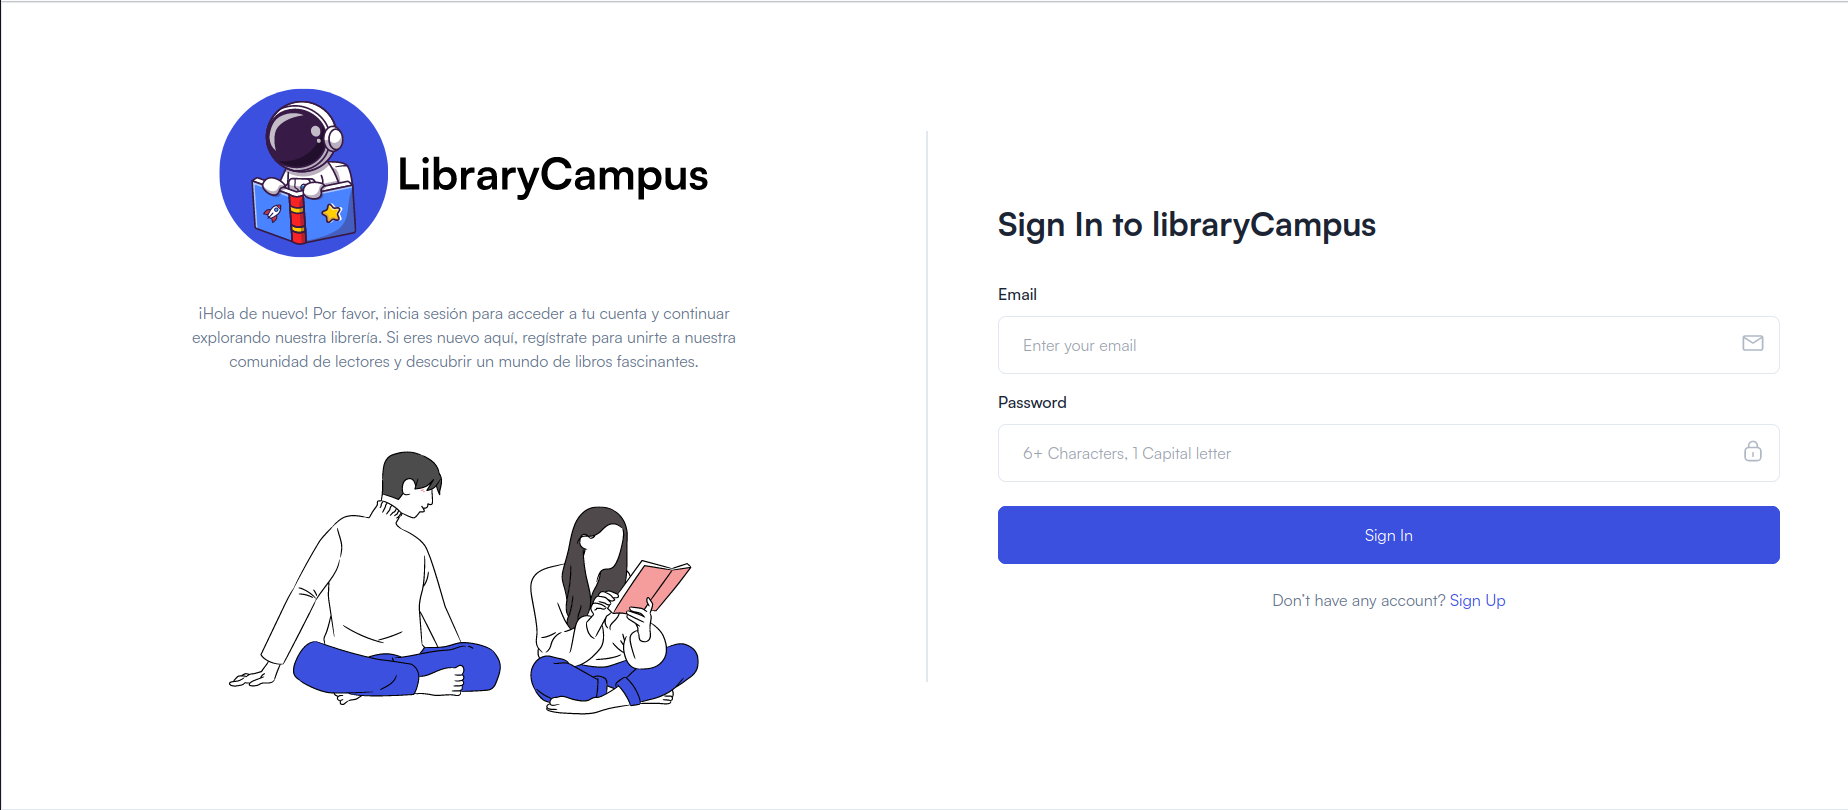 LibraryCampus
¡Hola de nuevo! Por favor, inicia sesión para acceder a tu cuenta y continuar
explorando nuestra librería. Si eres nuevo aquí, regístrate para unirte a nuestra
comunidad de lectores y descubrir un mundo de libros fascinantes.
Sign In to libraryCampus
Email
Enter your email
Password
6+ Characters, 1 Capital letter
Sign In
Don't have any account? Sign Up